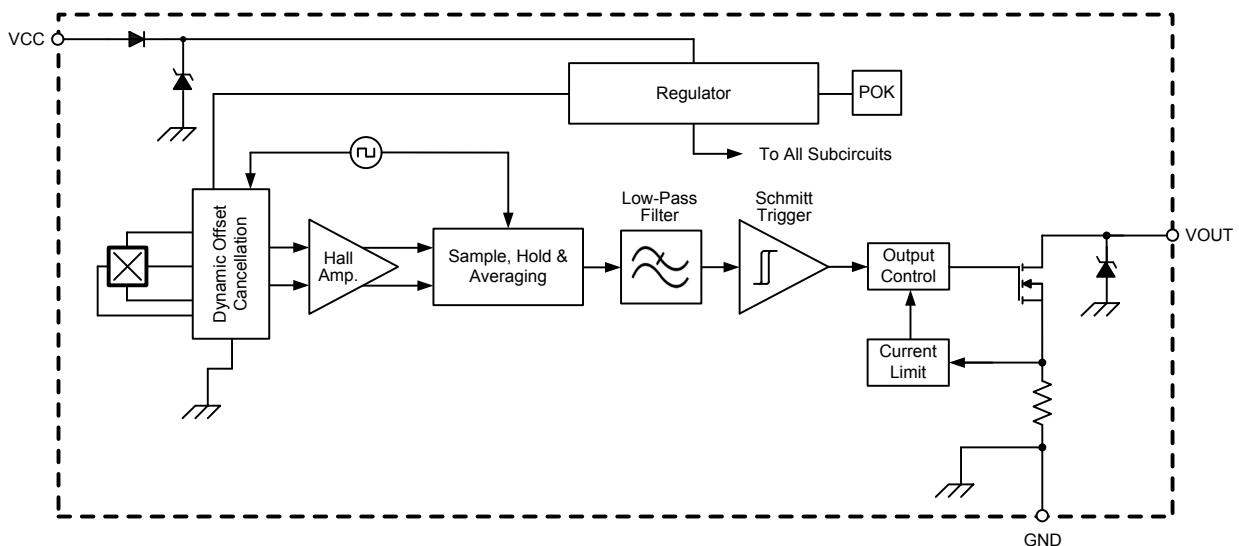 VCC
Regulator
POK
To All Subcircuits
Dynamic Offset
Cancellation
Hall
Amp.
Sample, Hold &
Averaging
Low-Pass
Filter
Schmitt
Trigger
Output
Control
Current
Limit
VOUT
GND